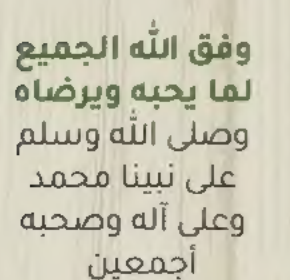 وفق الله الجميع
لما يحبه ويرضاه
وصلى الله وسلم
على نبينا محمد
وعلى آله وصحبه
أجمعين